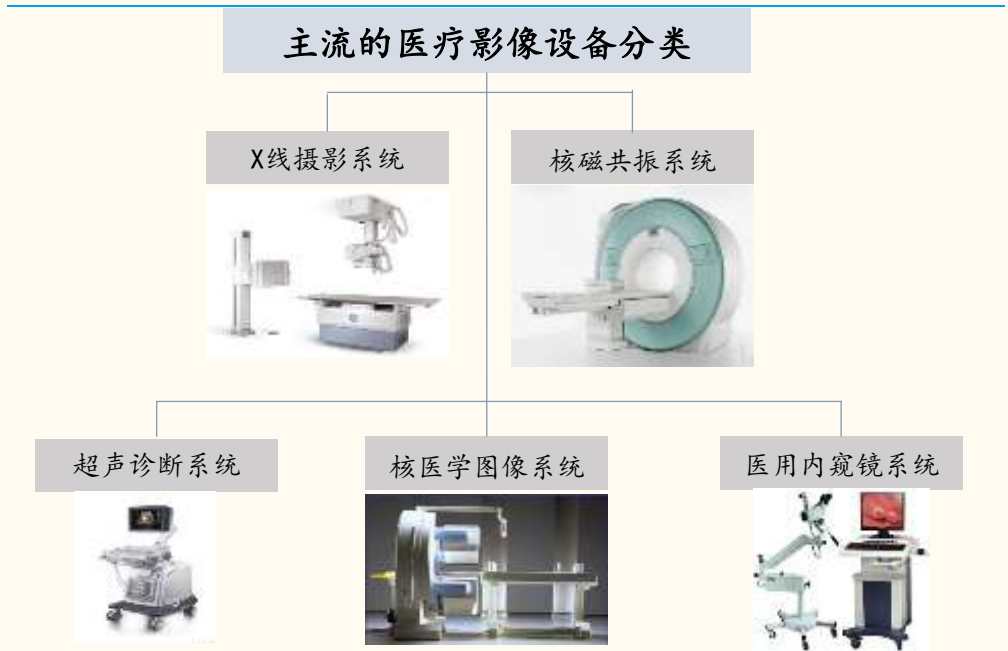 主流的医疗影像设备分类
X线摄影系统
核磁共振系统
超声诊断系统
核医学图像系统
医用内窥镜系统